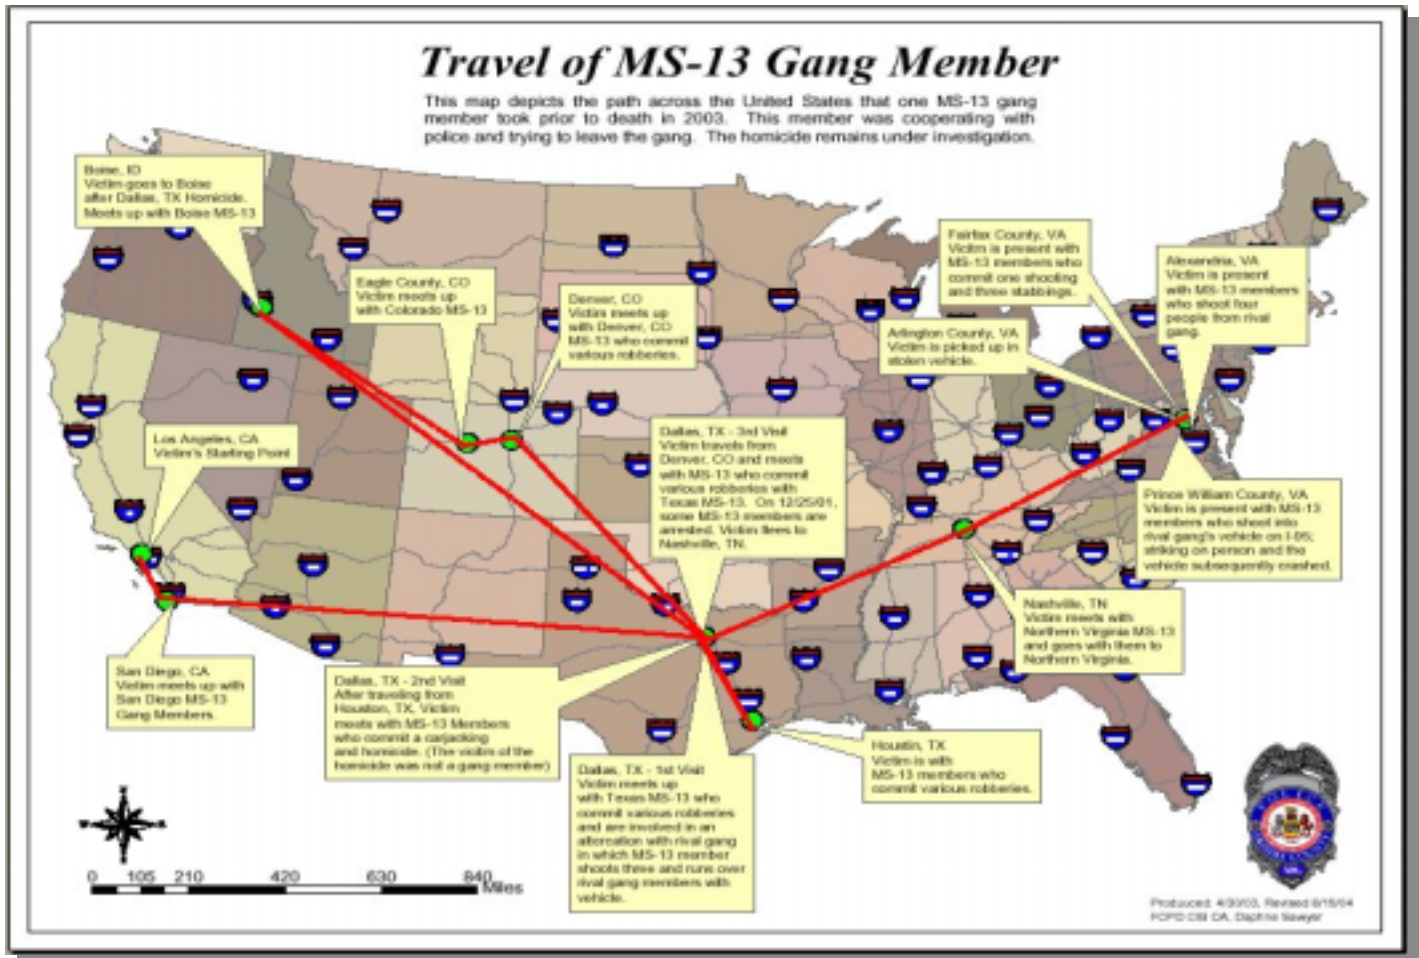 Travel of MS-13 Gang Member
This map depicts the path across the United States that one MS-13 gang
member took prior to death in 2003. This member was cooperating with
police and trying to leave the gang. The homicide remains under investigation.
Boise, ID
Victim goes to Boise
after Dallas, TX Homicide.
Meets up with Boise MS-13
Eagle County, CO
Victim meets up
with Colorado MS-13
Denver, CO
Victim meets up
with Denver, CO
MS-13 who commit
various robberies.
Fairfax County, VA
Victim is present with
MS-13 members who
commit one shooting
and three stabbings.
Alexandria, VA
Victim is present
with MS-13 members
who shoot four
people from rival
gang.
Arlington County, VA
Victim is picked up in
stolen vehicle.
Los Angeles, CA
Victim's Starting Point
Dallas, TX - 3rd Visit
Victim travels from
Denver, CO and meets
with MS-13 who commit
various robberies with
Texas MS-13. On 12/25/01,
some MS-13 members are
arrested. Victim flees to
Nashville, TN.
Prince William County, VA
Victim is present with MS-13
members who shoot into
rival gang's vehicle on I-95;
striking on person and the
vehicle subsequently crashed.
Nashville, TN
Victim meets with
Northern Virginia MS-13
and goes with them to
Northern Virginia.
San Diego, CA
Victim meets up with
San Diego MS-13
Gang Members.
Dallas, TX - 2nd Visit
After traveling from
Houston, TX, Victim
meets with MS-13 Members
who commit a carjacking
and homicide. (The vicitm of the
homicide was not a gang member)
Dallas, TX - 1st Visit
Victim meets up
with Texas MS-13 who
commit various robberies
and are involved in an
altercation with rival gang
in which MS-13 member
shoots three and runs over
rival gang members with
vehicle.
Houstin, TX
Victim is with
MS-13 members who
commit various robberies.
0 105 210 420 630 840
Miles
POLICE
Produced: 4/30/03, Revised 6/15/04
FCPD CIS CA, Daphne Sawyer